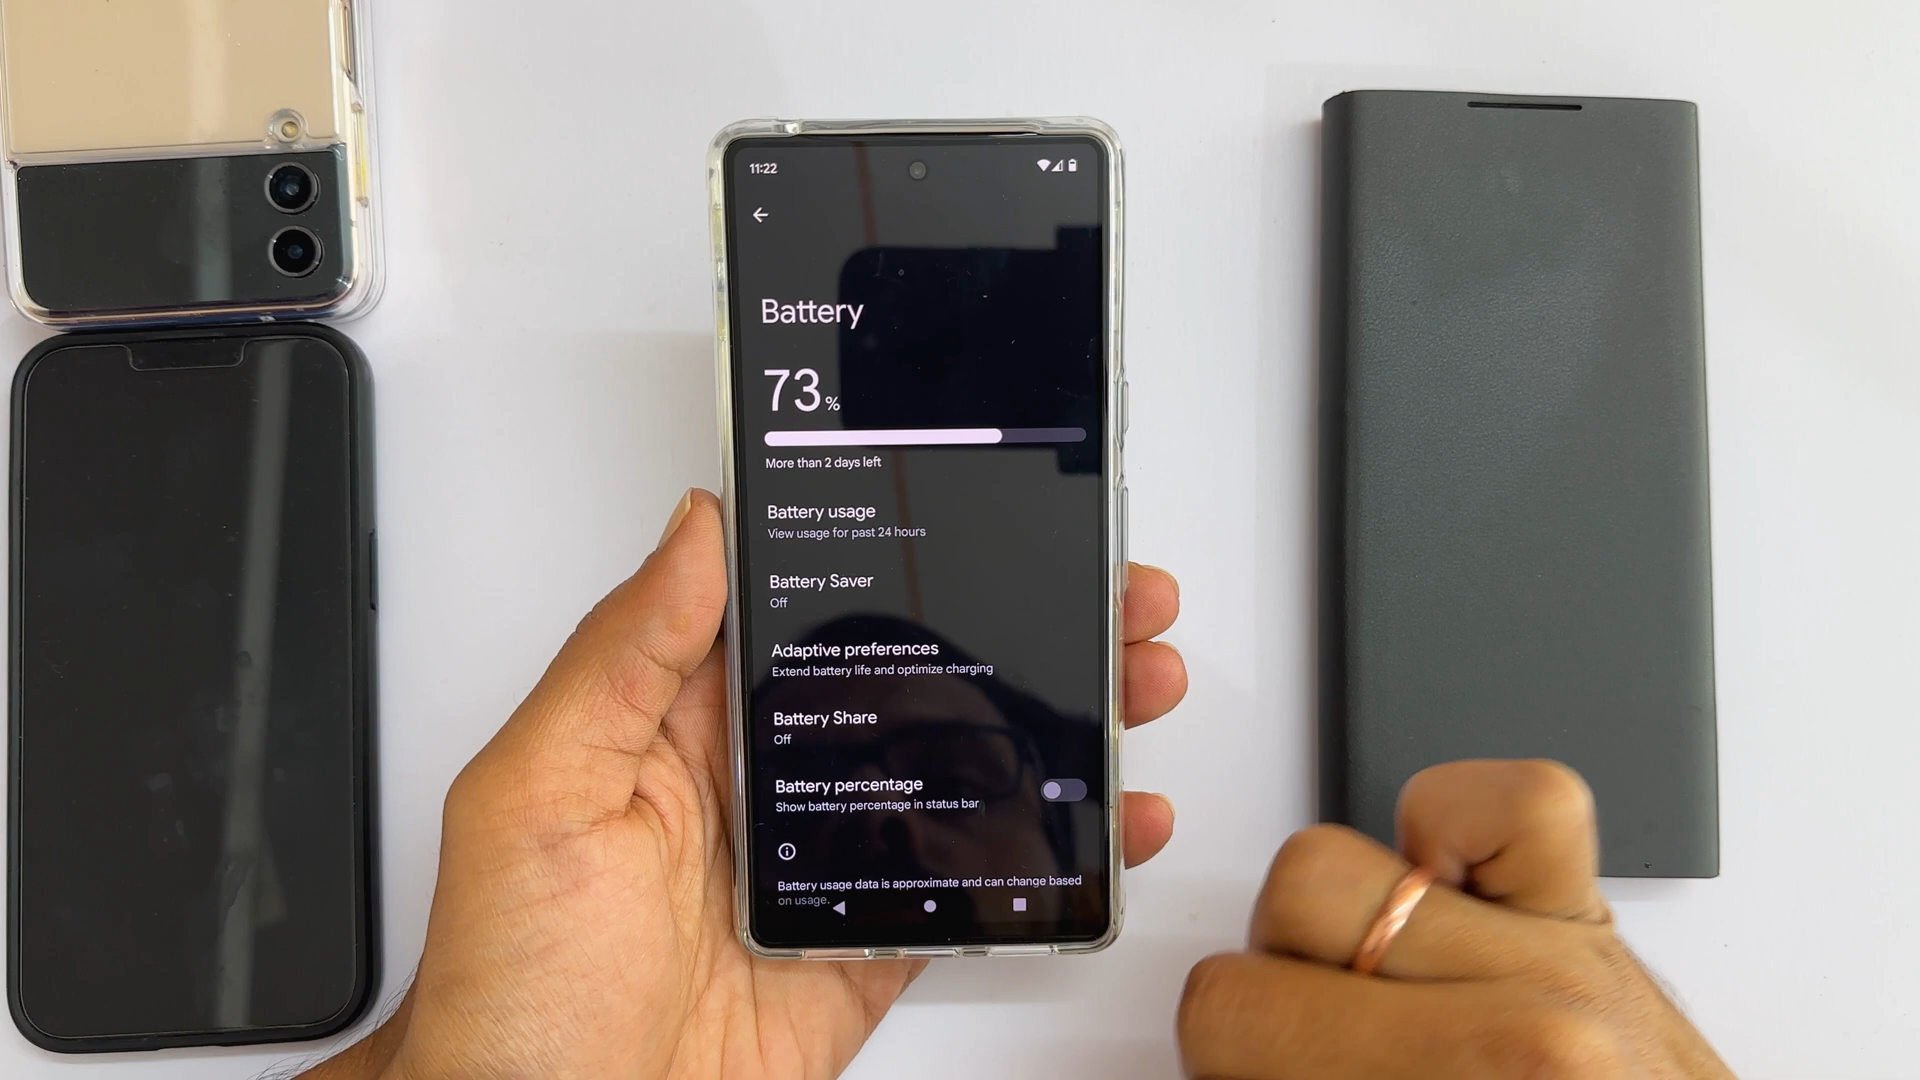 11:22
Battery
73%
More than 2 days left
Battery usage
View usage for past 24 hours
Battery Saver
Off
Adaptive preferences
Extend battery life and optimize charging
Battery Share
Off
Battery percentage
Show battery percentage in status bar
Battery usage data is approximate and can change based
on usage.